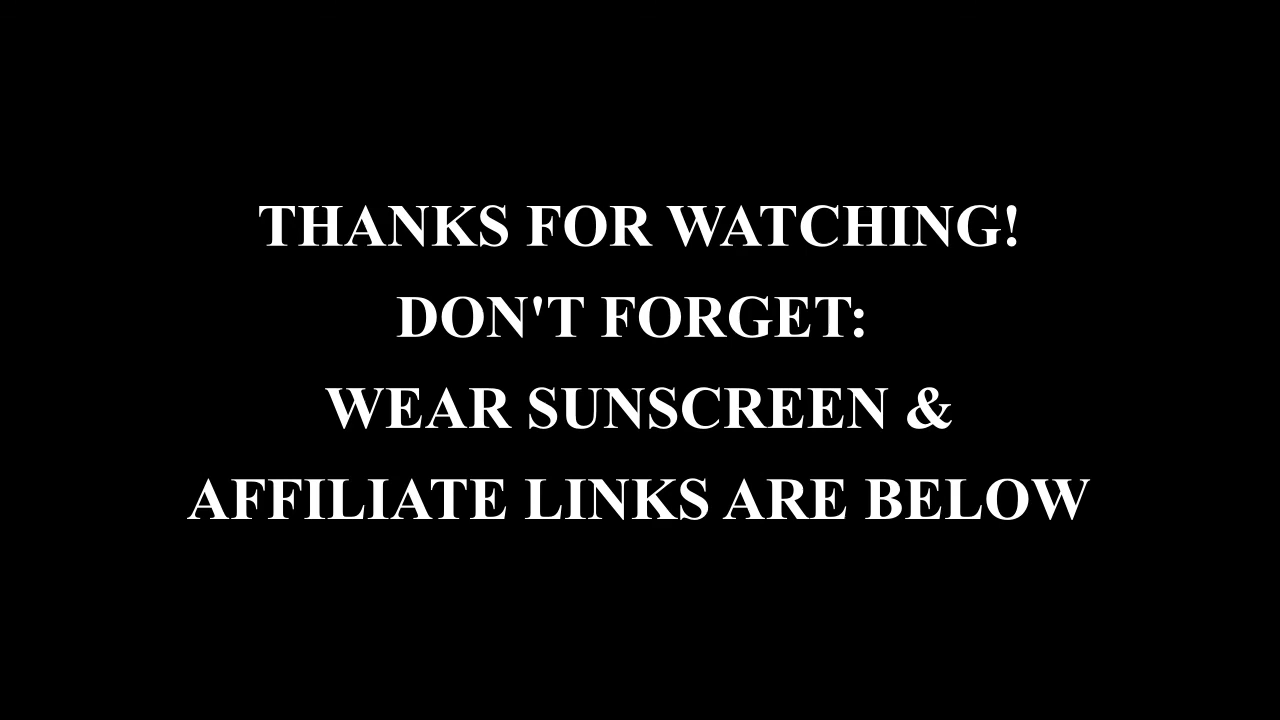 THANKS FOR WATCHING!
DON'T FORGET:
WEAR SUNSCREEN &
AFFILIATE LINKS ARE BELOW